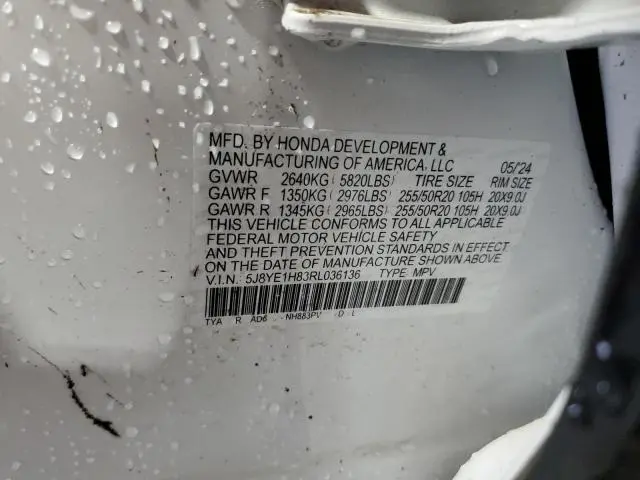 MFD. BY HONDA DEVELOPMENT &
MANUFACTURING OF AMERICA, LLC 05/24
GVWR 2640KG ( 5820LBS) TIRE SIZE RIM SIZE
GAWR F 1350KG ( 2976LBS) 255/50R20 105H 20X9.0J
GAWR R 1345KG ( 2965LBS) 255/50R20 105H 20X9.0J
THIS VEHICLE CONFORMS TO ALL APPLICABLE
FEDERAL MOTOR VEHICLE SAFETY
AND THEFT PREVENTION STANDARDS IN EFFECT
ON THE DATE OF MANUFACTURE SHOWN ABOVE.
V.I.N. 5J8YE1H83RL036136 TYPE: MPV
TYA R AD6 NH883PV D L